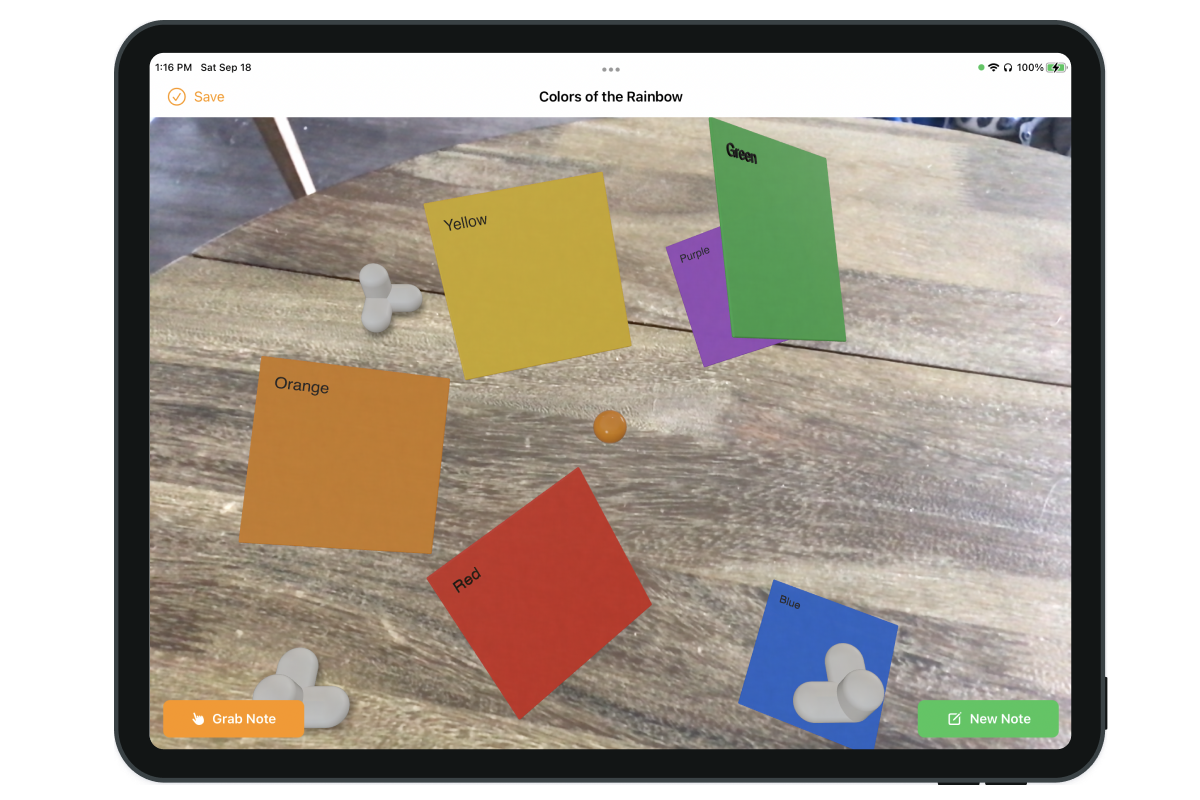 1:16 PM Sat Sep 18
100%
Save
Colors of the Rainbow
Green
Yellow
Purple
Orange
Red
Blue
Grab Note
New Note